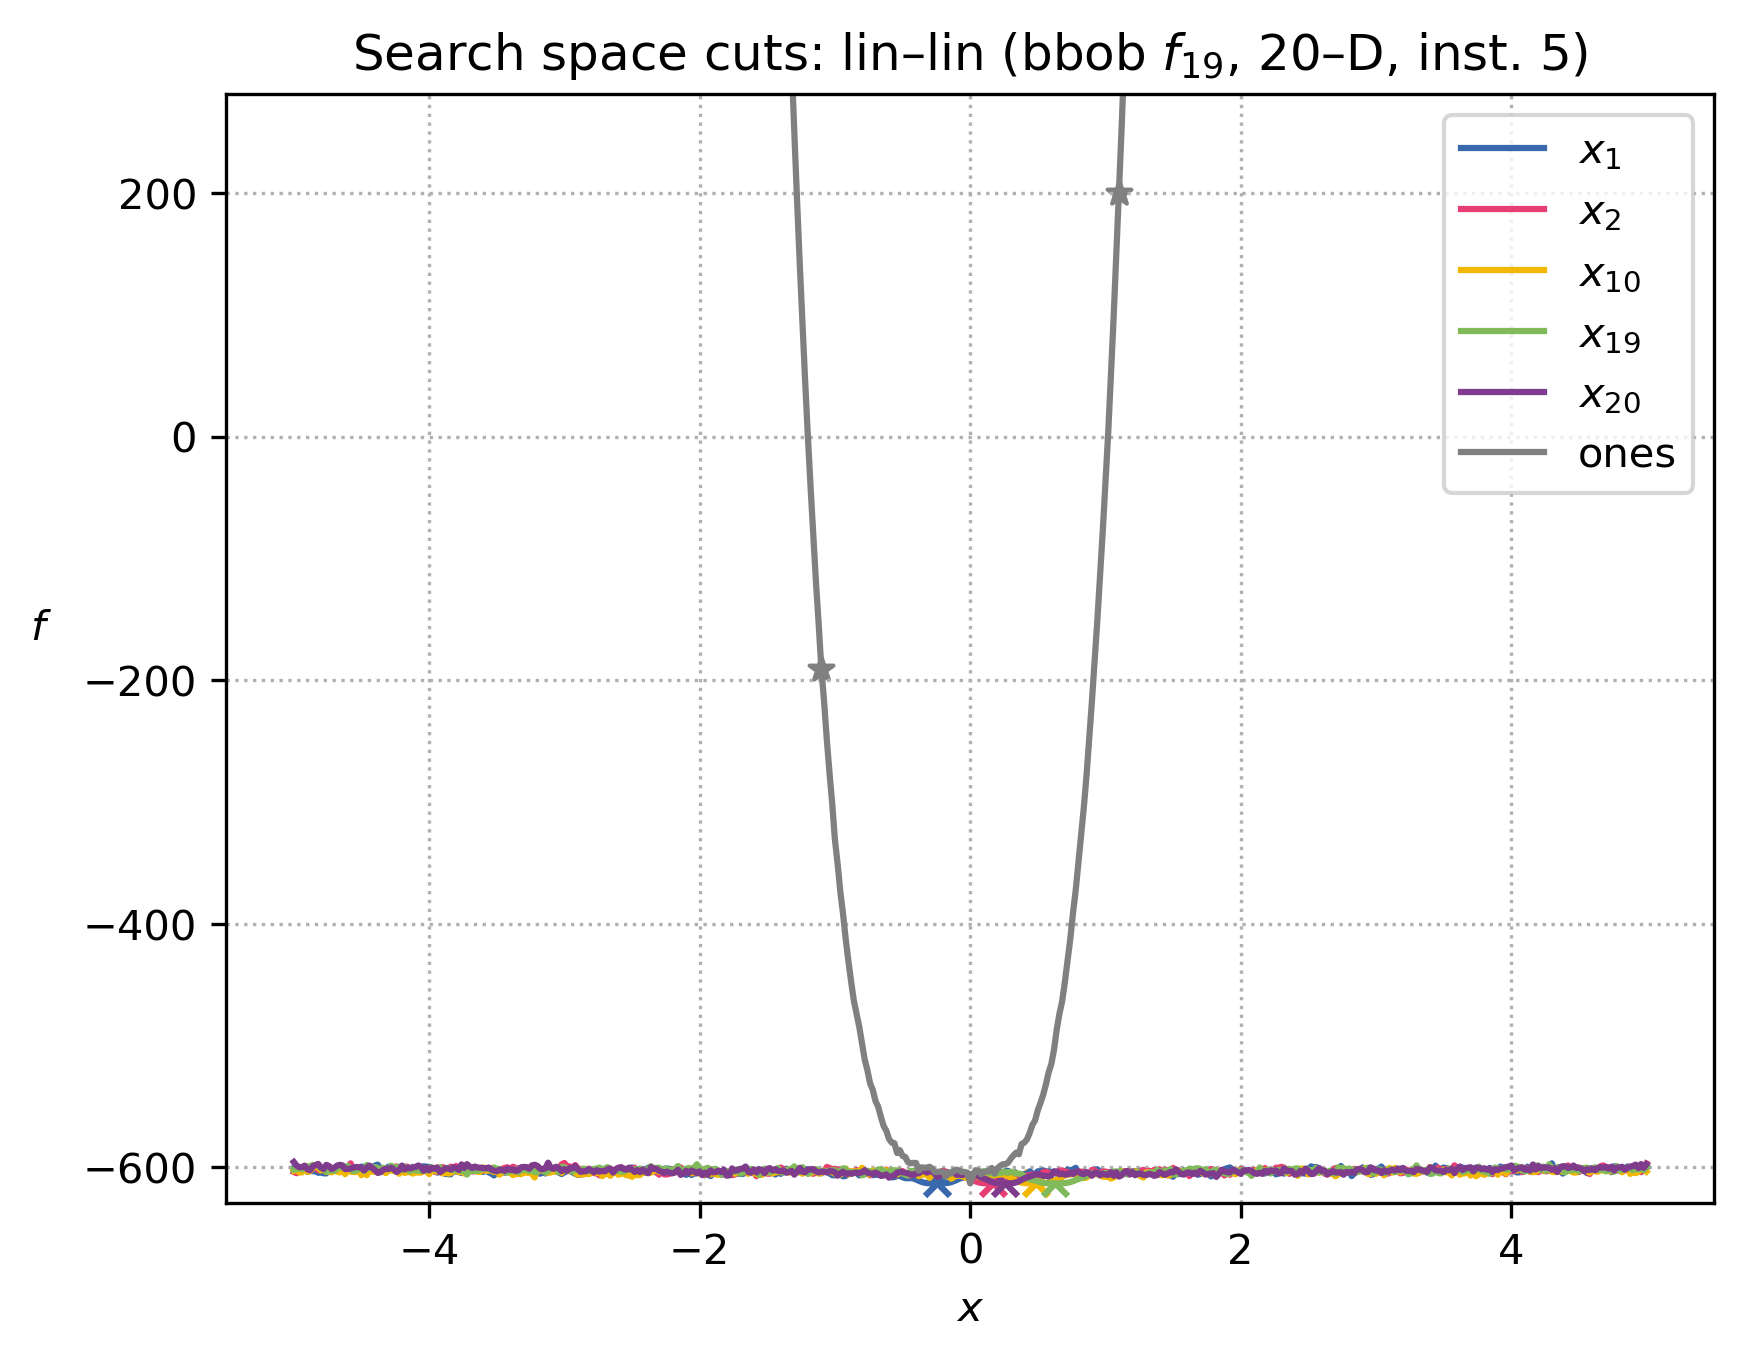 Search space cuts: lin–lin (bbob f₁₉, 20–D, inst. 5)
x₁
x₂
x₁₀
x₁₉
x₂₀
ones
200
0
−200
−400
−600
f
−4 −2 0 2 4
x